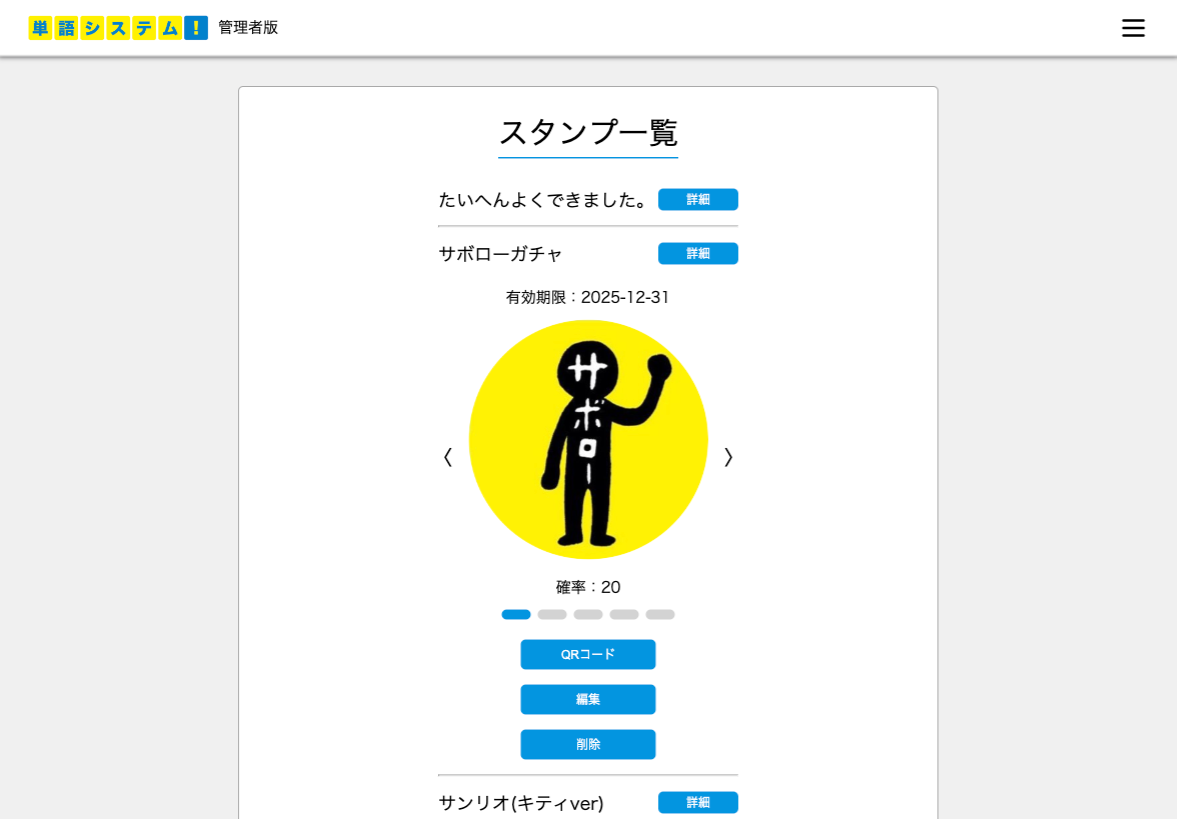 単語システム! 管理者版
スタンプ一覧
たいへんよくできました。 詳細
サボローガチャ 詳細
有効期限：2025-12-31
サボロー
確率：20
QRコード
編集
削除
サンリオ(キティver) 詳細